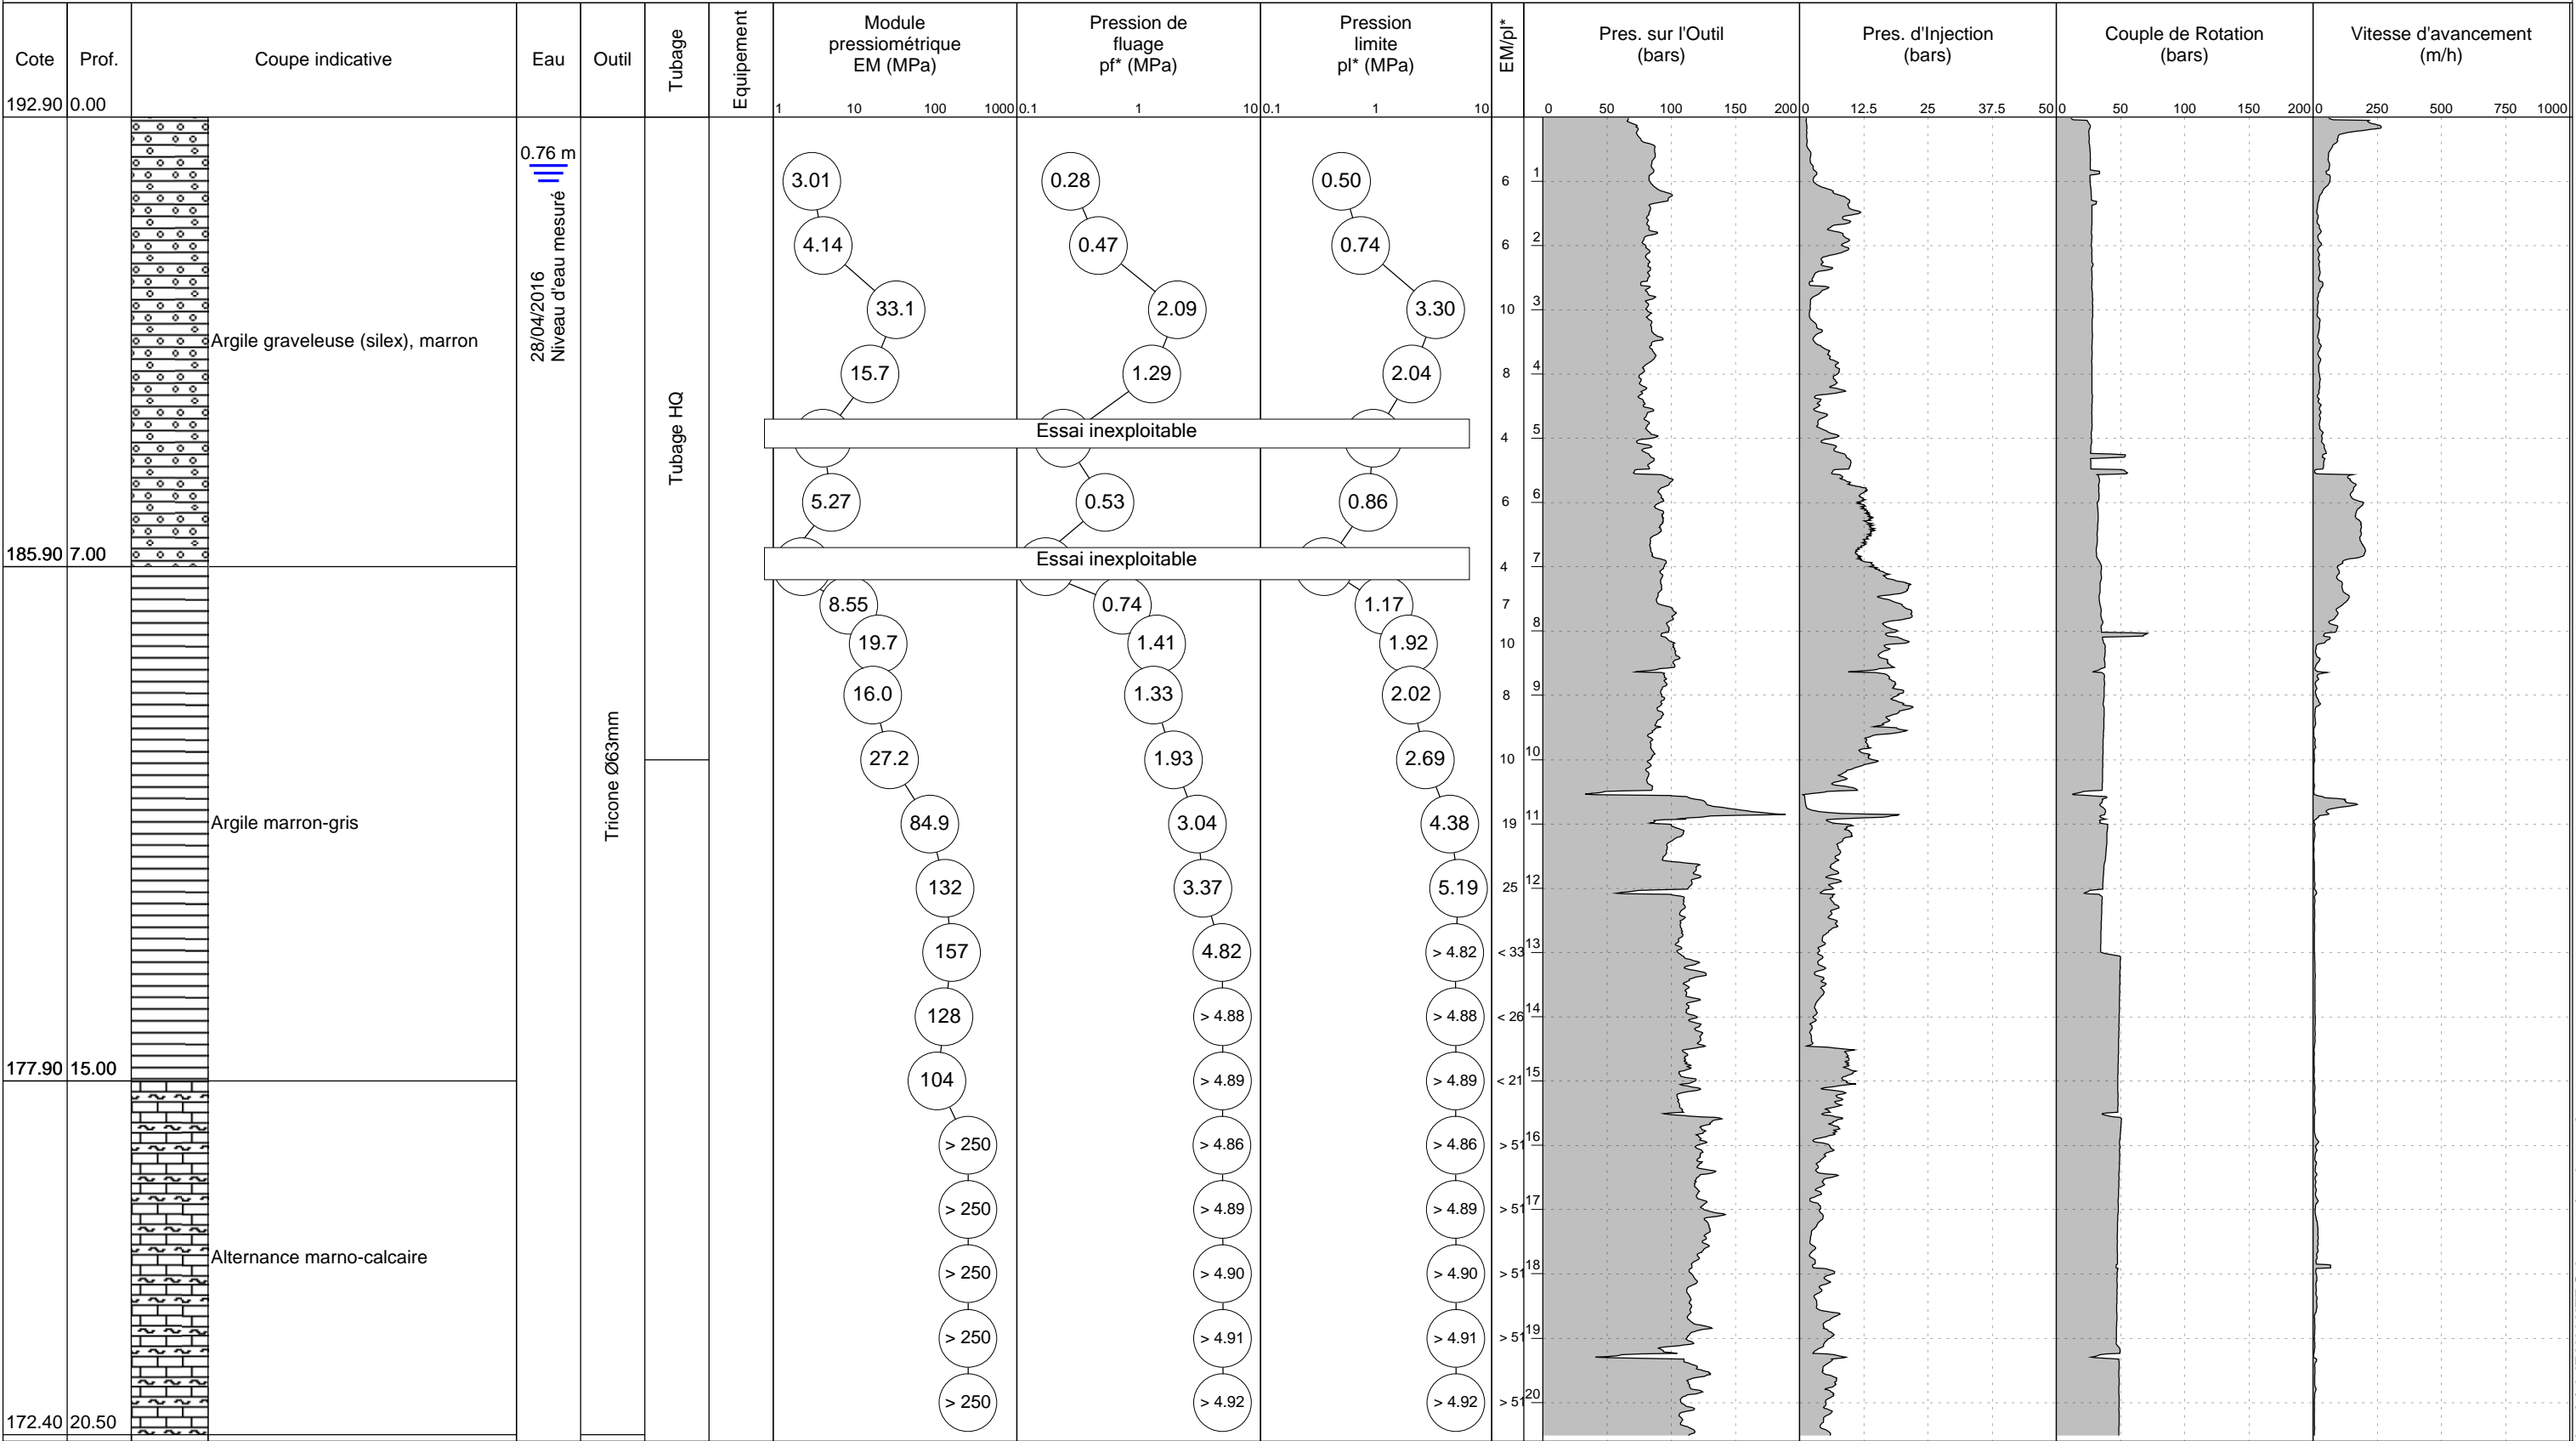 Cote Prof. Coupe indicative Eau Outil Tubage Equipement
Module
pressiométrique
EM (MPa)
Pression de
fluage
pf* (MPa)
Pression
limite
pl* (MPa)
EM/pl*
Pres. sur l'Outil
(bars)
Pres. d'Injection
(bars)
Couple de Rotation
(bars)
Vitesse d'avancement
(m/h)
192.90 0.00
1 10 100 1000 0.1 1 10 0.1 1 10
0 50 100 150 200 0 12.5 25 37.5 50 0 50 100 150 200 0 250 500 750 1000
0.76 m
28/04/2016
Niveau d'eau mesuré
Tubage HQ
Tricone Ø63mm
3.01 0.28 0.50 6 1
4.14 0.47 0.74 6 2
33.1 2.09 3.30 10 3
Argile graveleuse (silex), marron
15.7 1.29 2.04 8 4
Essai inexploitable 4 5
5.27 0.53 0.86 6 6
185.90 7.00
Essai inexploitable 4 7
8.55 0.74 1.17 7
19.7 1.41 1.92 10 8
16.0 1.33 2.02 8 9
27.2 1.93 2.69 10 10
Argile marron-gris
84.9 3.04 4.38 19 11
132 3.37 5.19 25 12
157 4.82 > 4.82 < 33 13
128 > 4.88 > 4.88 < 26 14
177.90 15.00
104 > 4.89 > 4.89 < 21 15
> 250 > 4.86 > 4.86 > 51 16
> 250 > 4.89 > 4.89 > 51 17
Alternance marno-calcaire
> 250 > 4.90 > 4.90 > 51 18
> 250 > 4.91 > 4.91 > 51 19
> 250 > 4.92 > 4.92 > 51 20
172.40 20.50